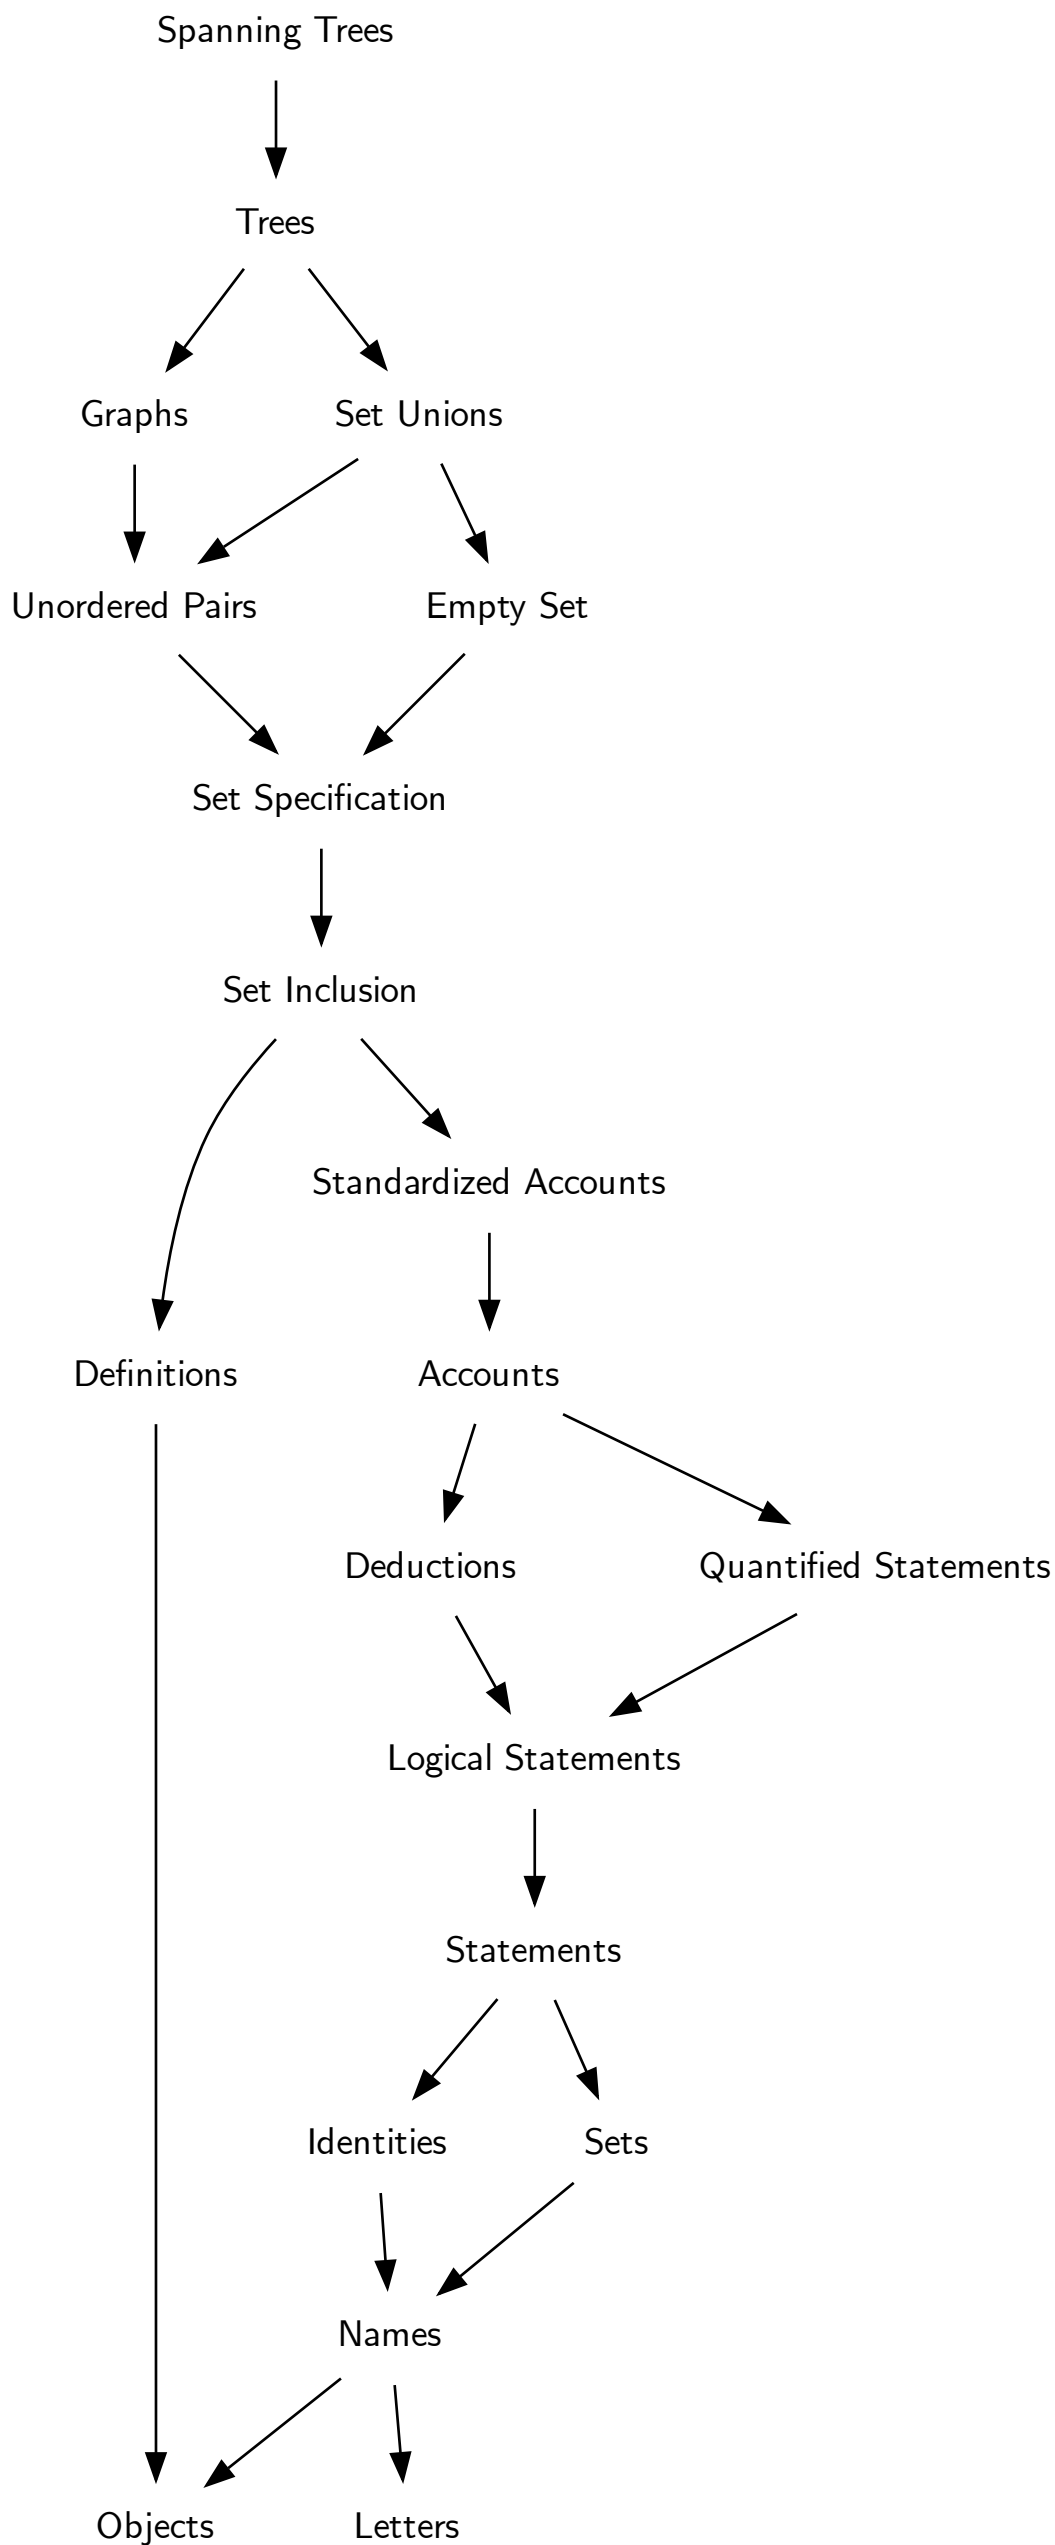 Spanning Trees
Trees
Graphs
Set Unions
Unordered Pairs
Empty Set
Set Specification
Set Inclusion
Standardized Accounts
Definitions
Accounts
Deductions
Quantified Statements
Logical Statements
Statements
Identities
Sets
Names
Objects
Letters